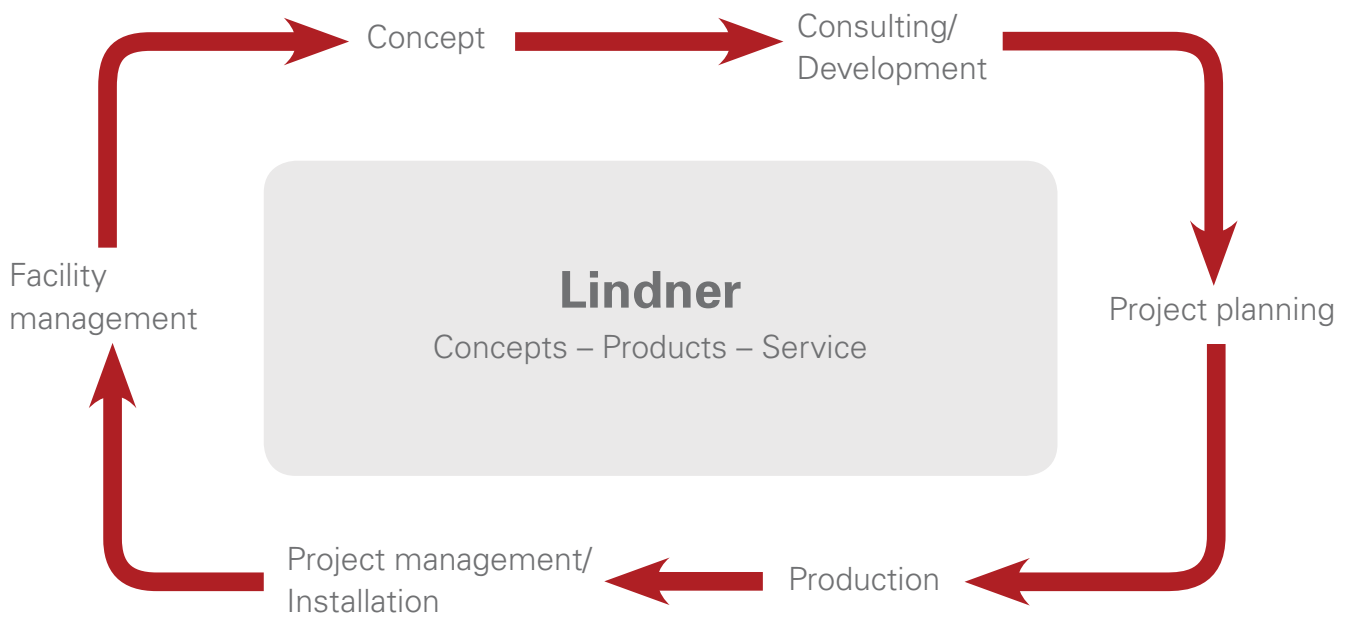 Concept
Consulting/
Development
Facility
management
Lindner
Concepts – Products – Service
Project planning
Project management/
Installation
Production